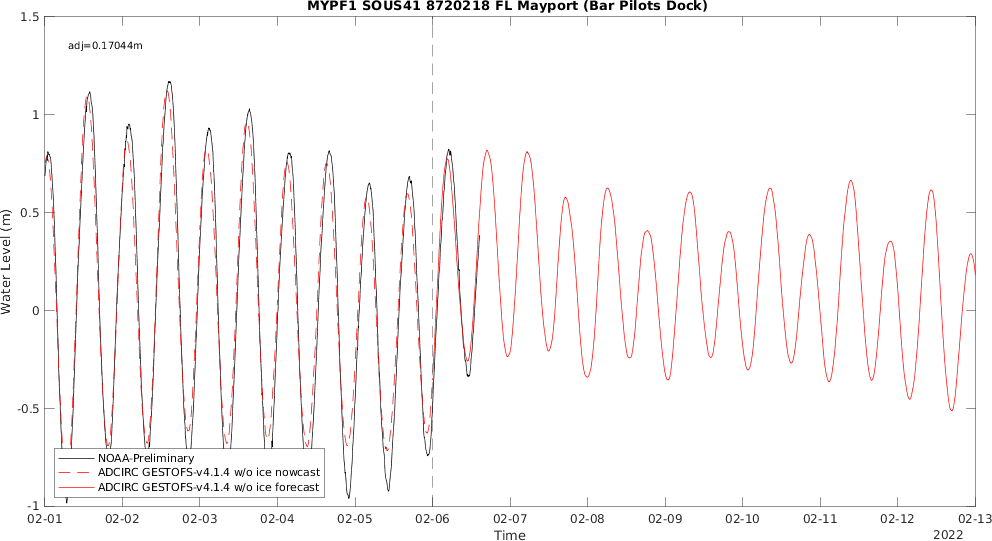 MYPF1 SOUS41 8720218 FL Mayport (Bar Pilots Dock)
1.5
adj=0.17044m
1
0.5
0
-0.5
-1
Water Level (m)
NOAA-Preliminary
ADCIRC GESTOFS-v4.1.4 w/o ice nowcast
ADCIRC GESTOFS-v4.1.4 w/o ice forecast
02-01 02-02 02-03 02-04 02-05 02-06 02-07 02-08 02-09 02-10 02-11 02-12 02-13
Time
2022